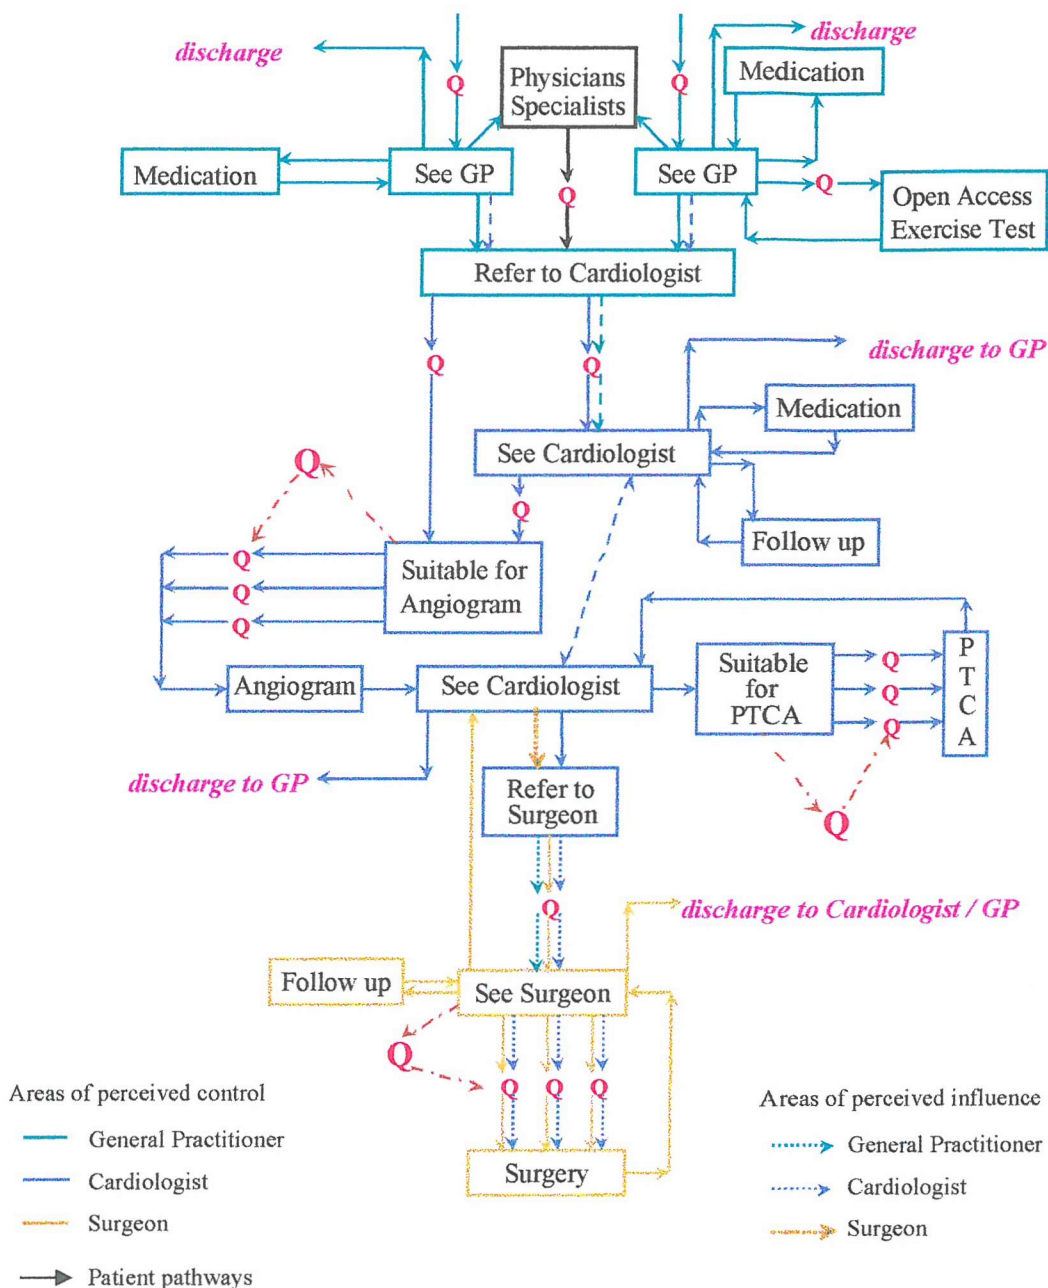 discharge
discharge
Q
Q
Physicians
Specialists
Medication
Medication
See GP
See GP
Q
Q
Open Access
Exercise Test
Refer to Cardiologist
Q
Q
discharge to GP
Medication
See Cardiologist
Q
Q
Follow up
Q
Q
Q
Suitable for
Angiogram
Angiogram
See Cardiologist
Suitable
for
PTCA
Q
Q
Q
P
T
C
A
discharge to GP
Refer to
Surgeon
Q
Q
discharge to Cardiologist / GP
Follow up
See Surgeon
Q
Q
Q
Q
Surgery
Areas of perceived control
General Practitioner
Cardiologist
Surgeon
Patient pathways
Areas of perceived influence
General Practitioner
Cardiologist
Surgeon